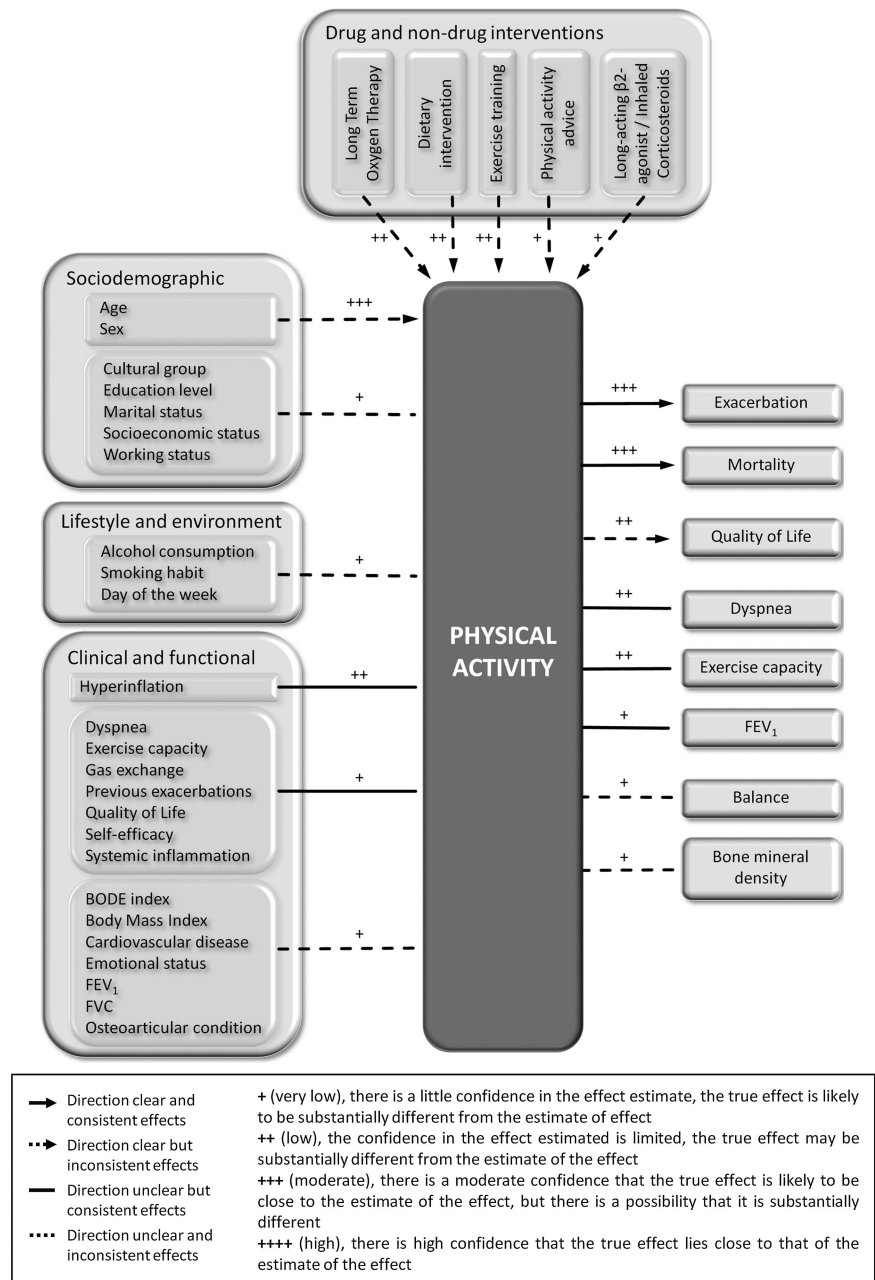 Drug and non-drug interventions
Long Term
Oxygen Therapy
Dietary
intervention
Exercise training
Physical activity
advice
Long-acting β2-
agonist / Inhaled
Corticosteroids
++
++
++
+
+
Sociodemographic
Age
Sex
+++
Cultural group
Education level
Marital status
Socioeconomic status
Working status
+
Lifestyle and environment
Alcohol consumption
Smoking habit
Day of the week
+
Clinical and functional
Hyperinflation
++
Dyspnea
Exercise capacity
Gas exchange
Previous exacerbations
Quality of Life
Self-efficacy
Systemic inflammation
+
BODE index
Body Mass Index
Cardiovascular disease
Emotional status
FEV₁
FVC
Osteoarticular condition
+
PHYSICAL
ACTIVITY
+++
Exacerbation
+++
Mortality
++
Quality of Life
++
Dyspnea
++
Exercise capacity
+
FEV₁
+
Balance
+
Bone mineral
density
Direction clear and
consistent effects
Direction clear but
inconsistent effects
Direction unclear but
consistent effects
Direction unclear and
inconsistent effects
+ (very low), there is a little confidence in the effect estimate, the true effect is likely
to be substantially different from the estimate of effect
++ (low), the confidence in the effect estimated is limited, the true effect may be
substantially different from the estimate of the effect
+++ (moderate), there is a moderate confidence that the true effect is likely to be
close to the estimate of the effect, but there is a possibility that it is substantially
different
++++ (high), there is high confidence that the true effect lies close to that of the
estimate of the effect